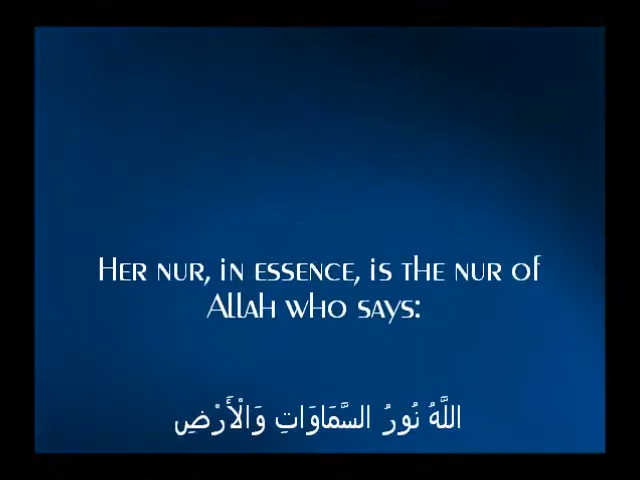 Her nur, in essence, is the nur of
Allah who says:
اللَّهُ نُورُ السَّمَاوَاتِ وَالْأَرْضِ